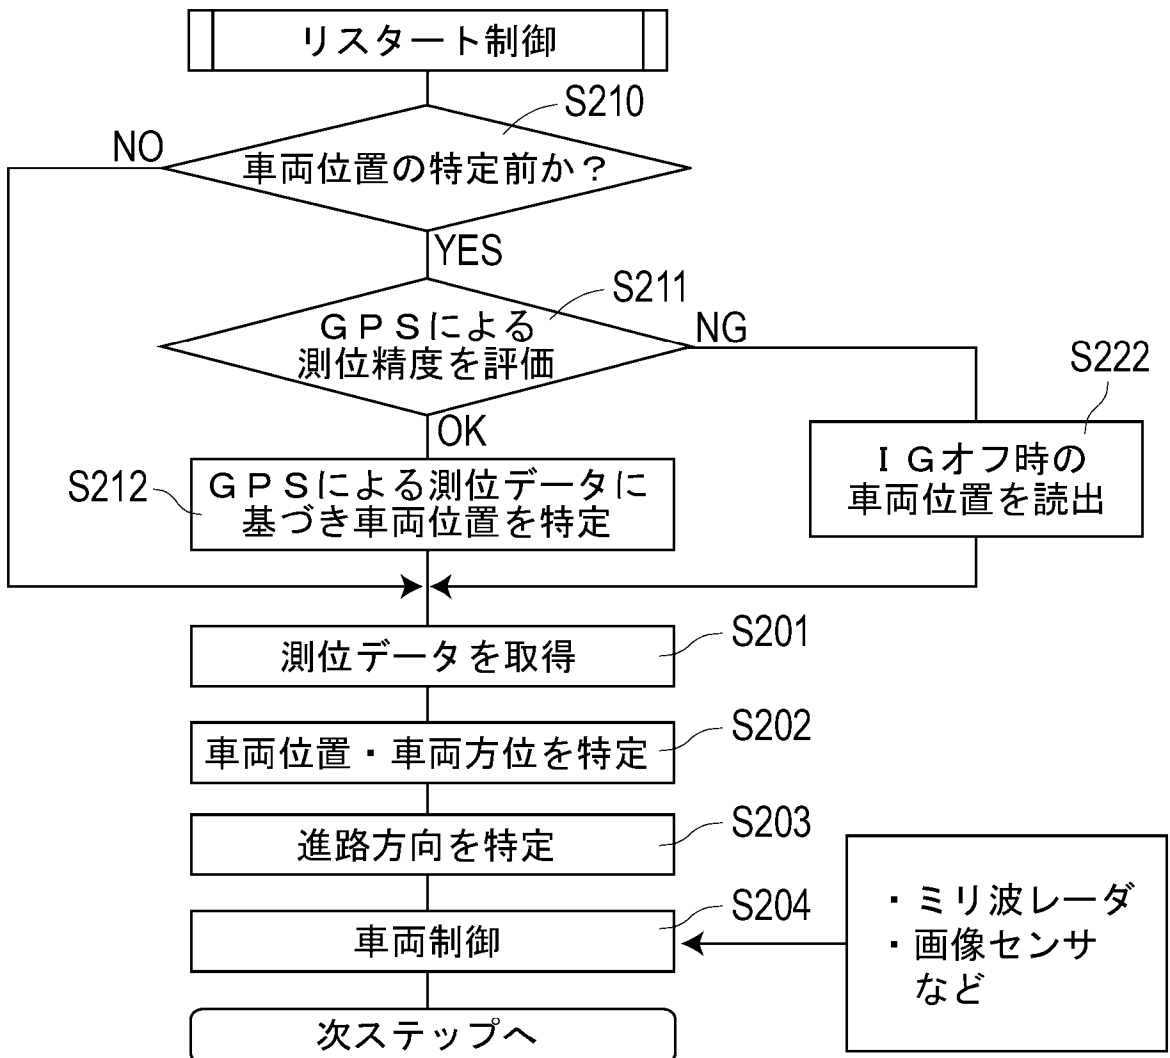 リスタート制御
S210
NO
車両位置の特定前か？
YES
S211
ＧＰＳによる
測位精度を評価
NG
OK
S222
ＩＧオフ時の
車両位置を読出
S212
ＧＰＳによる測位データに
基づき車両位置を特定
S201
測位データを取得
S202
車両位置・車両方位を特定
S203
進路方向を特定
S204
車両制御
・ミリ波レーダ
・画像センサ
など
次ステップへ